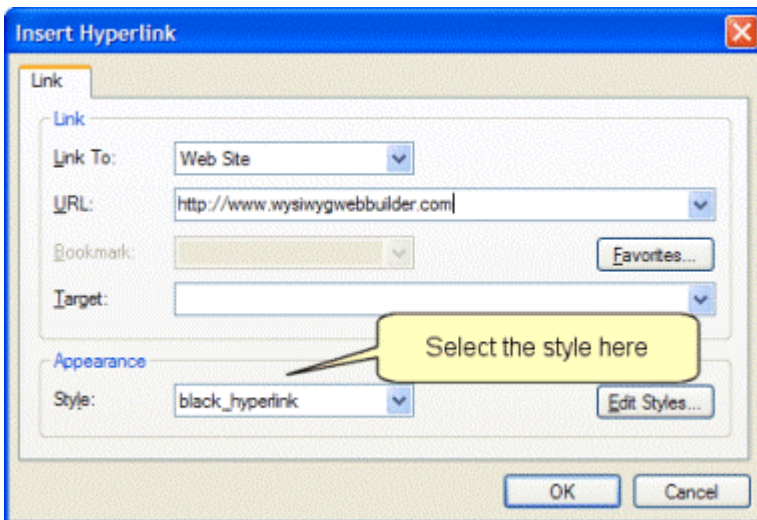 Insert Hyperlink
Link
Link
Link To: Web Site
URL: http://www.wysiwygwebbuilder.com
Bookmark:
Favorites...
Target:
Select the style here
Appearance
Style: black_hyperlink Edit Styles...
OK Cancel